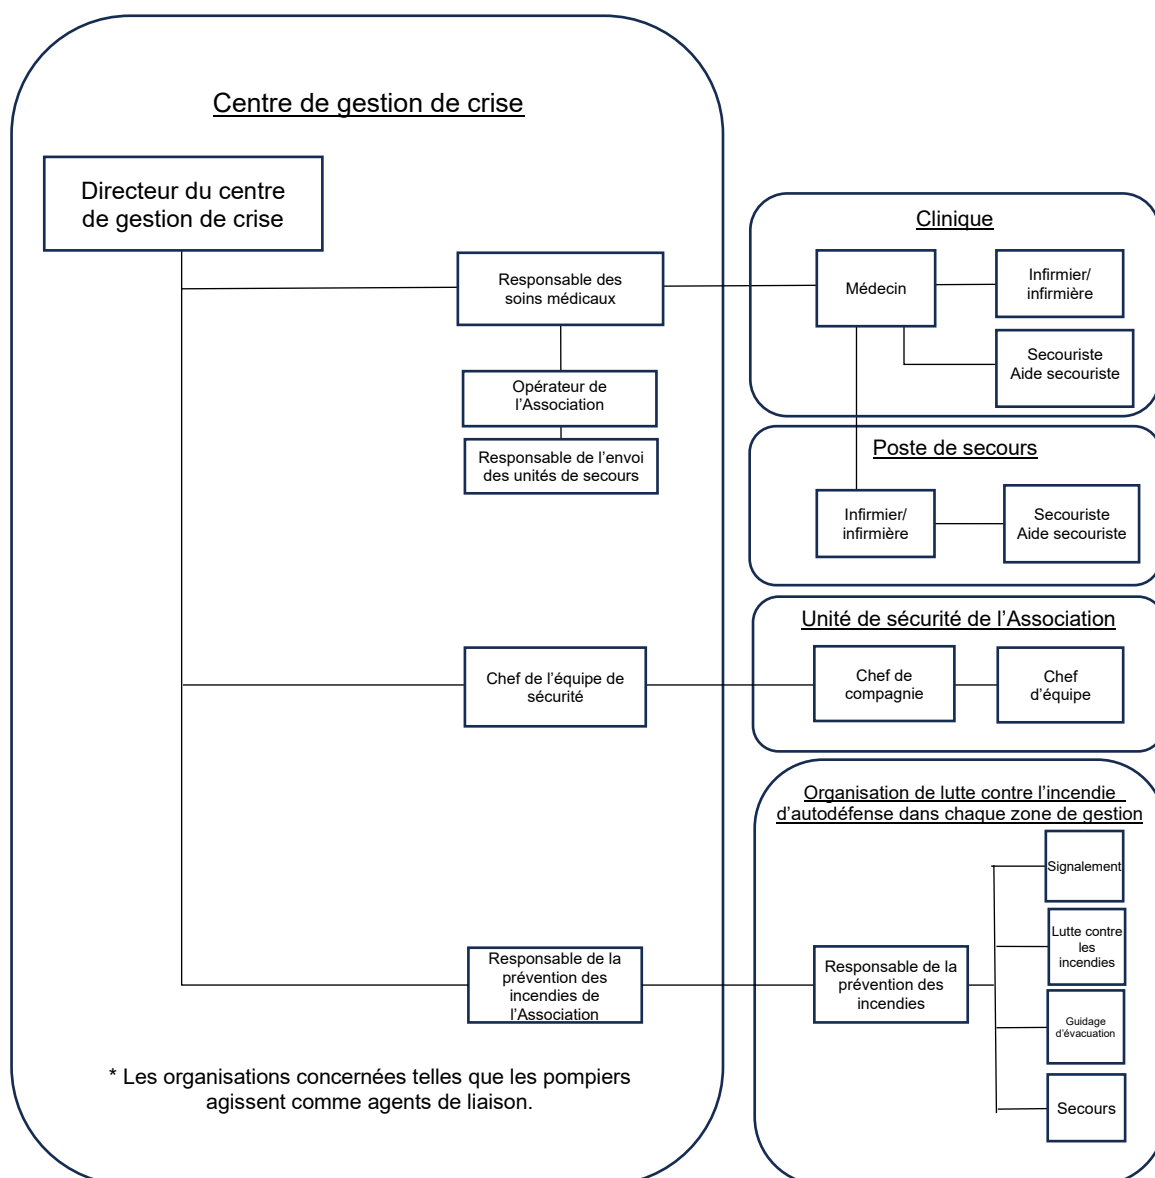 Centre de gestion de crise
Directeur du centre
de gestion de crise
Responsable des
soins médicaux
Opérateur de
l’Association
Responsable de l’envoi
des unités de secours
Clinique
Médecin
Infirmier/
infirmière
Secouriste
Aide secouriste
Poste de secours
Infirmier/
infirmière
Secouriste
Aide secouriste
Chef de l’équipe de
sécurité
Unité de sécurité de l’Association
Chef de
compagnie
Chef
d’équipe
Responsable de la
prévention des
incendies de
l’Association
Organisation de lutte contre l’incendie
d’autodéfense dans chaque zone de gestion
Responsable de la
prévention des
incendies
Signalement
Lutte contre
les
incendies
Guidage
d’évacuation
Secours
* Les organisations concernées telles que les pompiers
agissent comme agents de liaison.